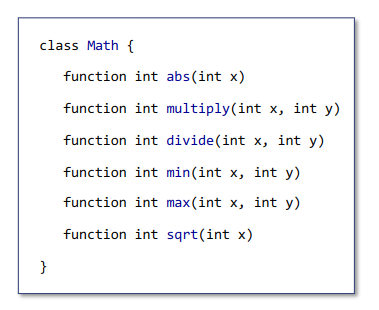 class Math {
function int abs(int x)
function int multiply(int x, int y)
function int divide(int x, int y)
function int min(int x, int y)
function int max(int x, int y)
function int sqrt(int x)
}